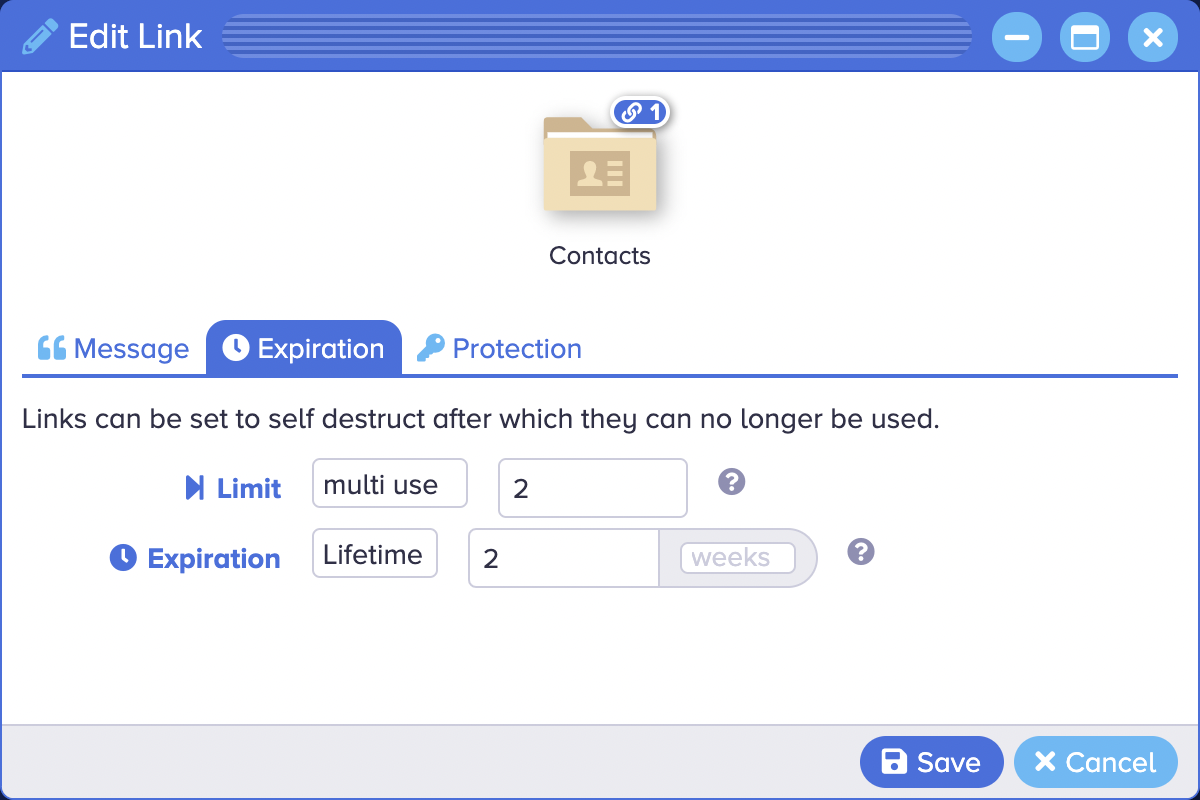 Edit Link
1
Contacts
Message Expiration Protection
Links can be set to self destruct after which they can no longer be used.
Limit multi use 2 ?
Expiration Lifetime 2 weeks ?
Save Cancel